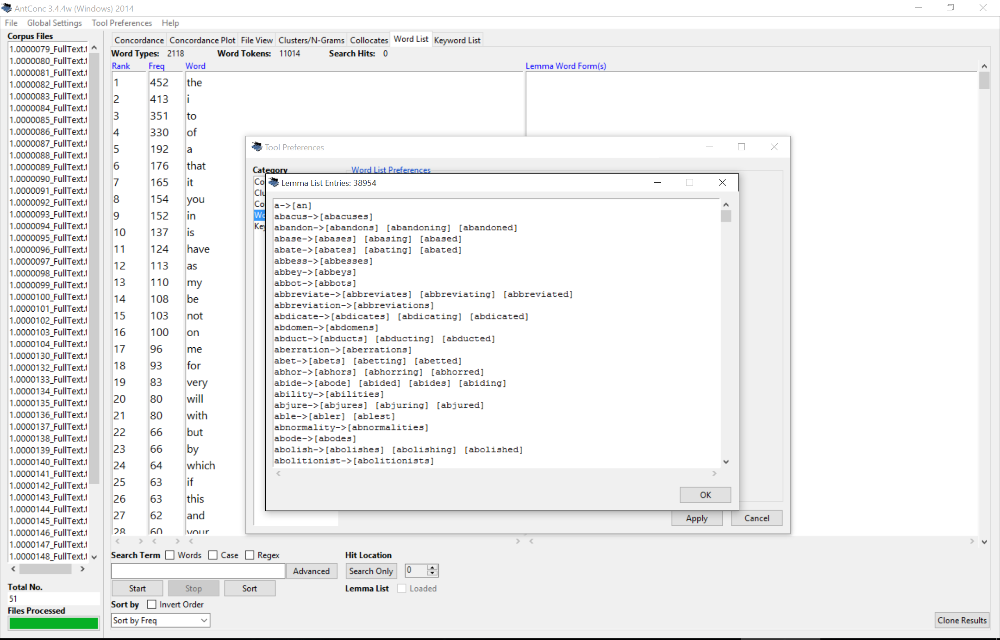 AntConc 3.4.4w (Windows) 2014
File Global Settings Tool Preferences Help
Corpus Files
1.0000079_FullText.t
1.0000080_FullText.t
1.0000081_FullText.t
1.0000082_FullText.t
1.0000083_FullText.t
1.0000084_FullText.t
1.0000085_FullText.t
1.0000086_FullText.t
1.0000087_FullText.t
1.0000088_FullText.t
1.0000089_FullText.t
1.0000090_FullText.t
1.0000091_FullText.t
1.0000092_FullText.t
1.0000093_FullText.t
1.0000094_FullText.t
1.0000095_FullText.t
1.0000096_FullText.t
1.0000097_FullText.t
1.0000098_FullText.t
1.0000099_FullText.t
1.0000100_FullText.t
1.0000101_FullText.t
1.0000102_FullText.t
1.0000103_FullText.t
1.0000104_FullText.t
1.0000130_FullText.t
1.0000132_FullText.t
1.0000133_FullText.t
1.0000134_FullText.t
1.0000135_FullText.t
1.0000136_FullText.t
1.0000137_FullText.t
1.0000138_FullText.t
1.0000139_FullText.t
1.0000140_FullText.t
1.0000141_FullText.t
1.0000142_FullText.t
1.0000143_FullText.t
1.0000144_FullText.t
1.0000145_FullText.t
1.0000146_FullText.t
1.0000147_FullText.t
1.0000148_FullText.t
Total No.
51
Files Processed
Concordance Concordance Plot File View Clusters/N-Grams Collocates Word List Keyword List
Word Types: 2118 Word Tokens: 11014 Search Hits: 0
Rank Freq Word Lemma Word Form(s)
1 452 the
2 413 i
3 351 to
4 330 of
5 192 a
6 176 that
7 165 it
8 154 you
9 152 in
10 137 is
11 124 have
12 113 as
13 110 my
14 108 be
15 103 not
16 100 on
17 96 me
18 93 for
19 83 very
20 80 will
21 80 with
22 66 but
23 66 by
24 64 which
25 63 if
26 63 this
27 62 and
28 60 your
Tool Preferences
Category Word List Preferences
Co
Clu
Co
Wo
Key
Lemma List Entries: 38954
a->[an]
abacus->[abacuses]
abandon->[abandons] [abandoning] [abandoned]
abase->[abases] [abasing] [abased]
abate->[abates] [abating] [abated]
abbess->[abbesses]
abbey->[abbeys]
abbot->[abbots]
abbreviate->[abbreviates] [abbreviating] [abbreviated]
abbreviation->[abbreviations]
abdicate->[abdicates] [abdicating] [abdicated]
abdomen->[abdomens]
abduct->[abducts] [abducting] [abducted]
aberration->[aberrations]
abet->[abets] [abetting] [abetted]
abhor->[abhors] [abhorring] [abhorred]
abide->[abode] [abided] [abides] [abiding]
ability->[abilities]
abjure->[abjures] [abjuring] [abjured]
able->[abler] [ablest]
abnormality->[abnormalities]
abode->[abodes]
abolish->[abolishes] [abolishing] [abolished]
abolitionist->[abolitionists]
OK
Apply Cancel
Search Term Words Case Regex Hit Location
Advanced Search Only 0
Start Stop Sort Lemma List Loaded
Sort by Invert Order
Sort by Freq
Clone Results